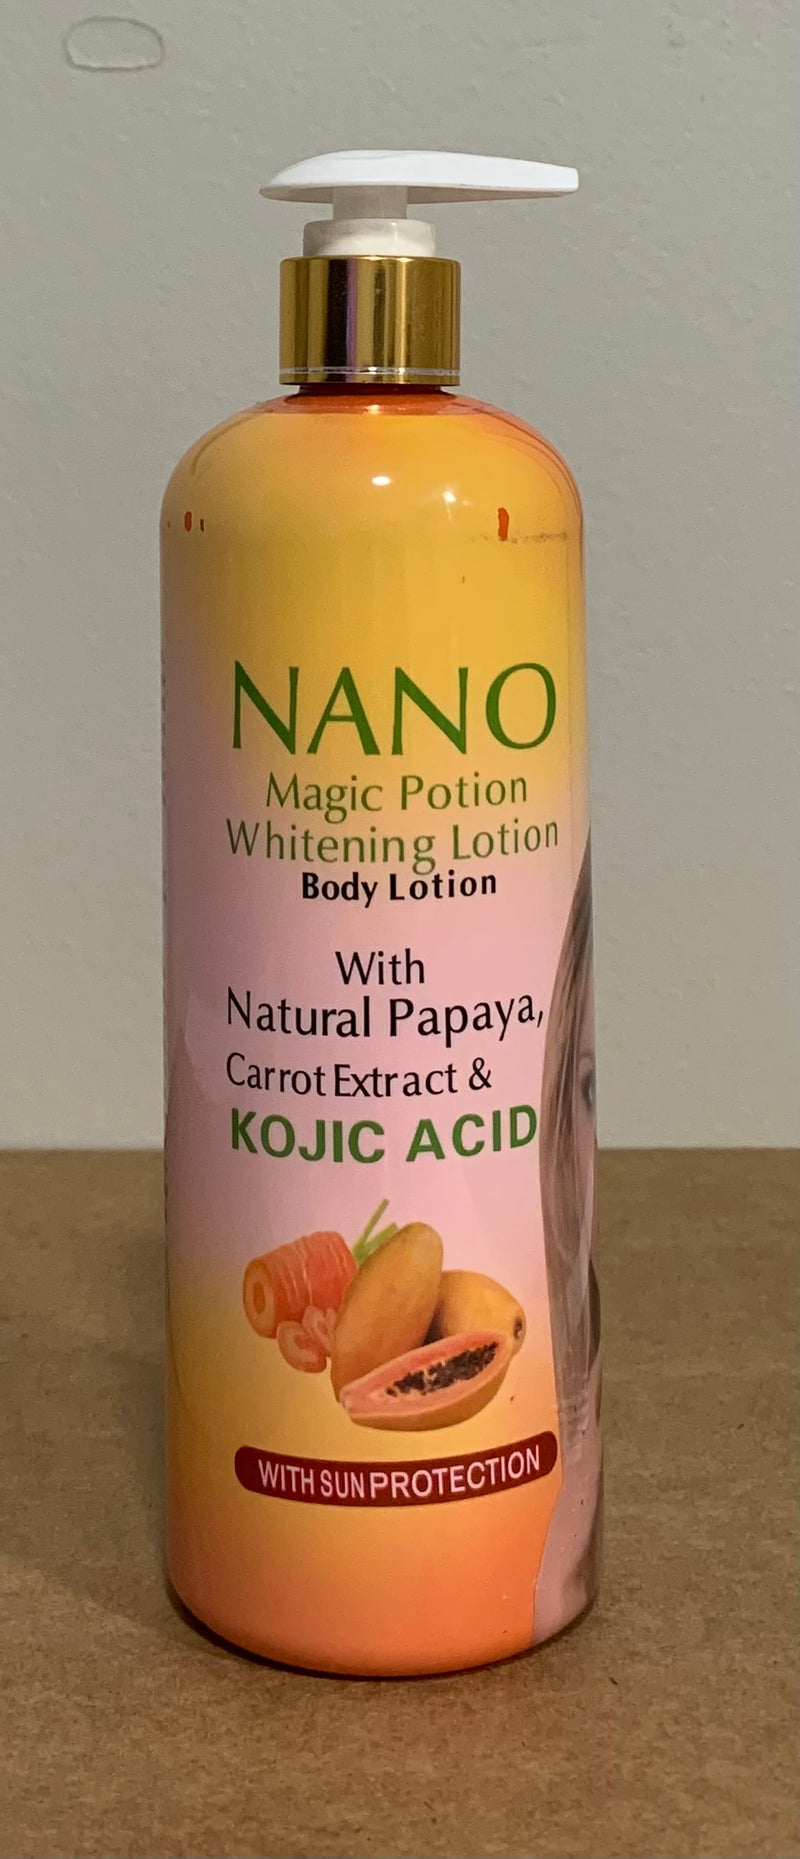 NANO
Magic Potion
Whitening Lotion
Body Lotion
With
Natural Papaya,
Carrot Extract &
KOJIC ACID
WITH SUN PROTECTION